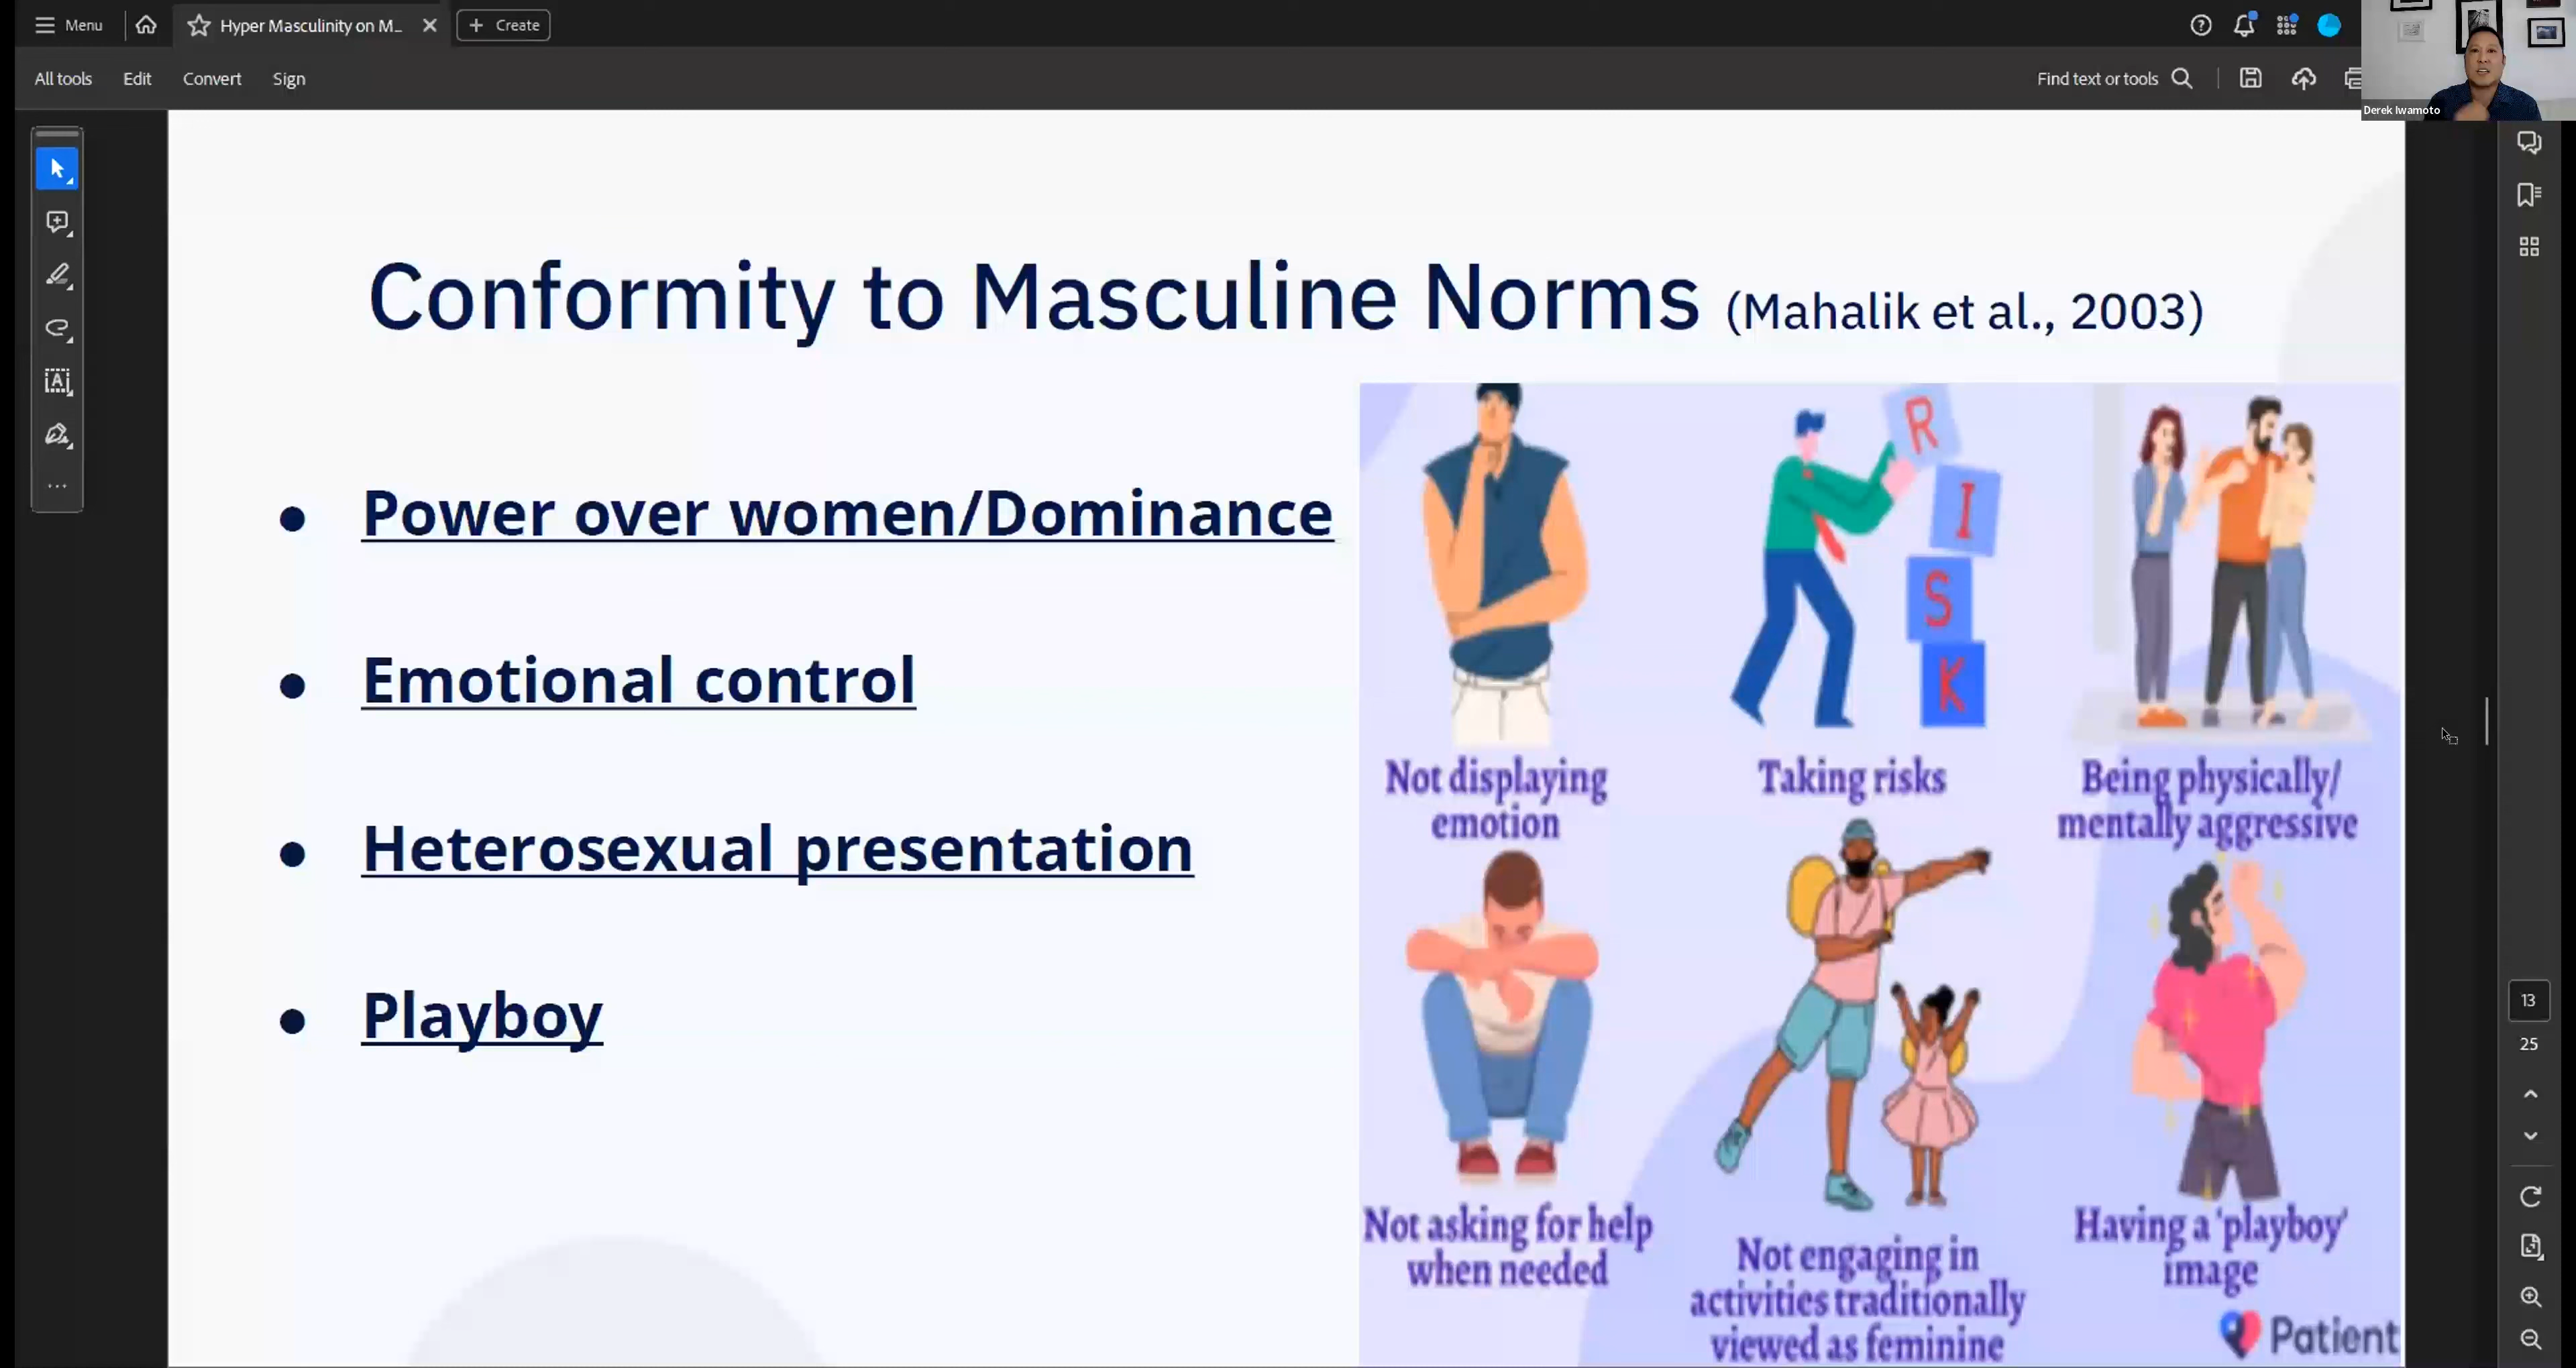 Menu
Hyper Masculinity on M...
Create
All tools
Edit
Convert
Sign
Find text or tools
Derek Iwamoto
Conformity to Masculine Norms (Mahalik et al., 2003)
Power over women/Dominance
Emotional control
Heterosexual presentation
Playboy
R
I
S
K
Not displaying
emotion
Taking risks
Being physically/
mentally aggressive
Not asking for help
when needed
Not engaging in
activities traditionally
viewed as feminine
Having a 'playboy'
image
Patient
13
25